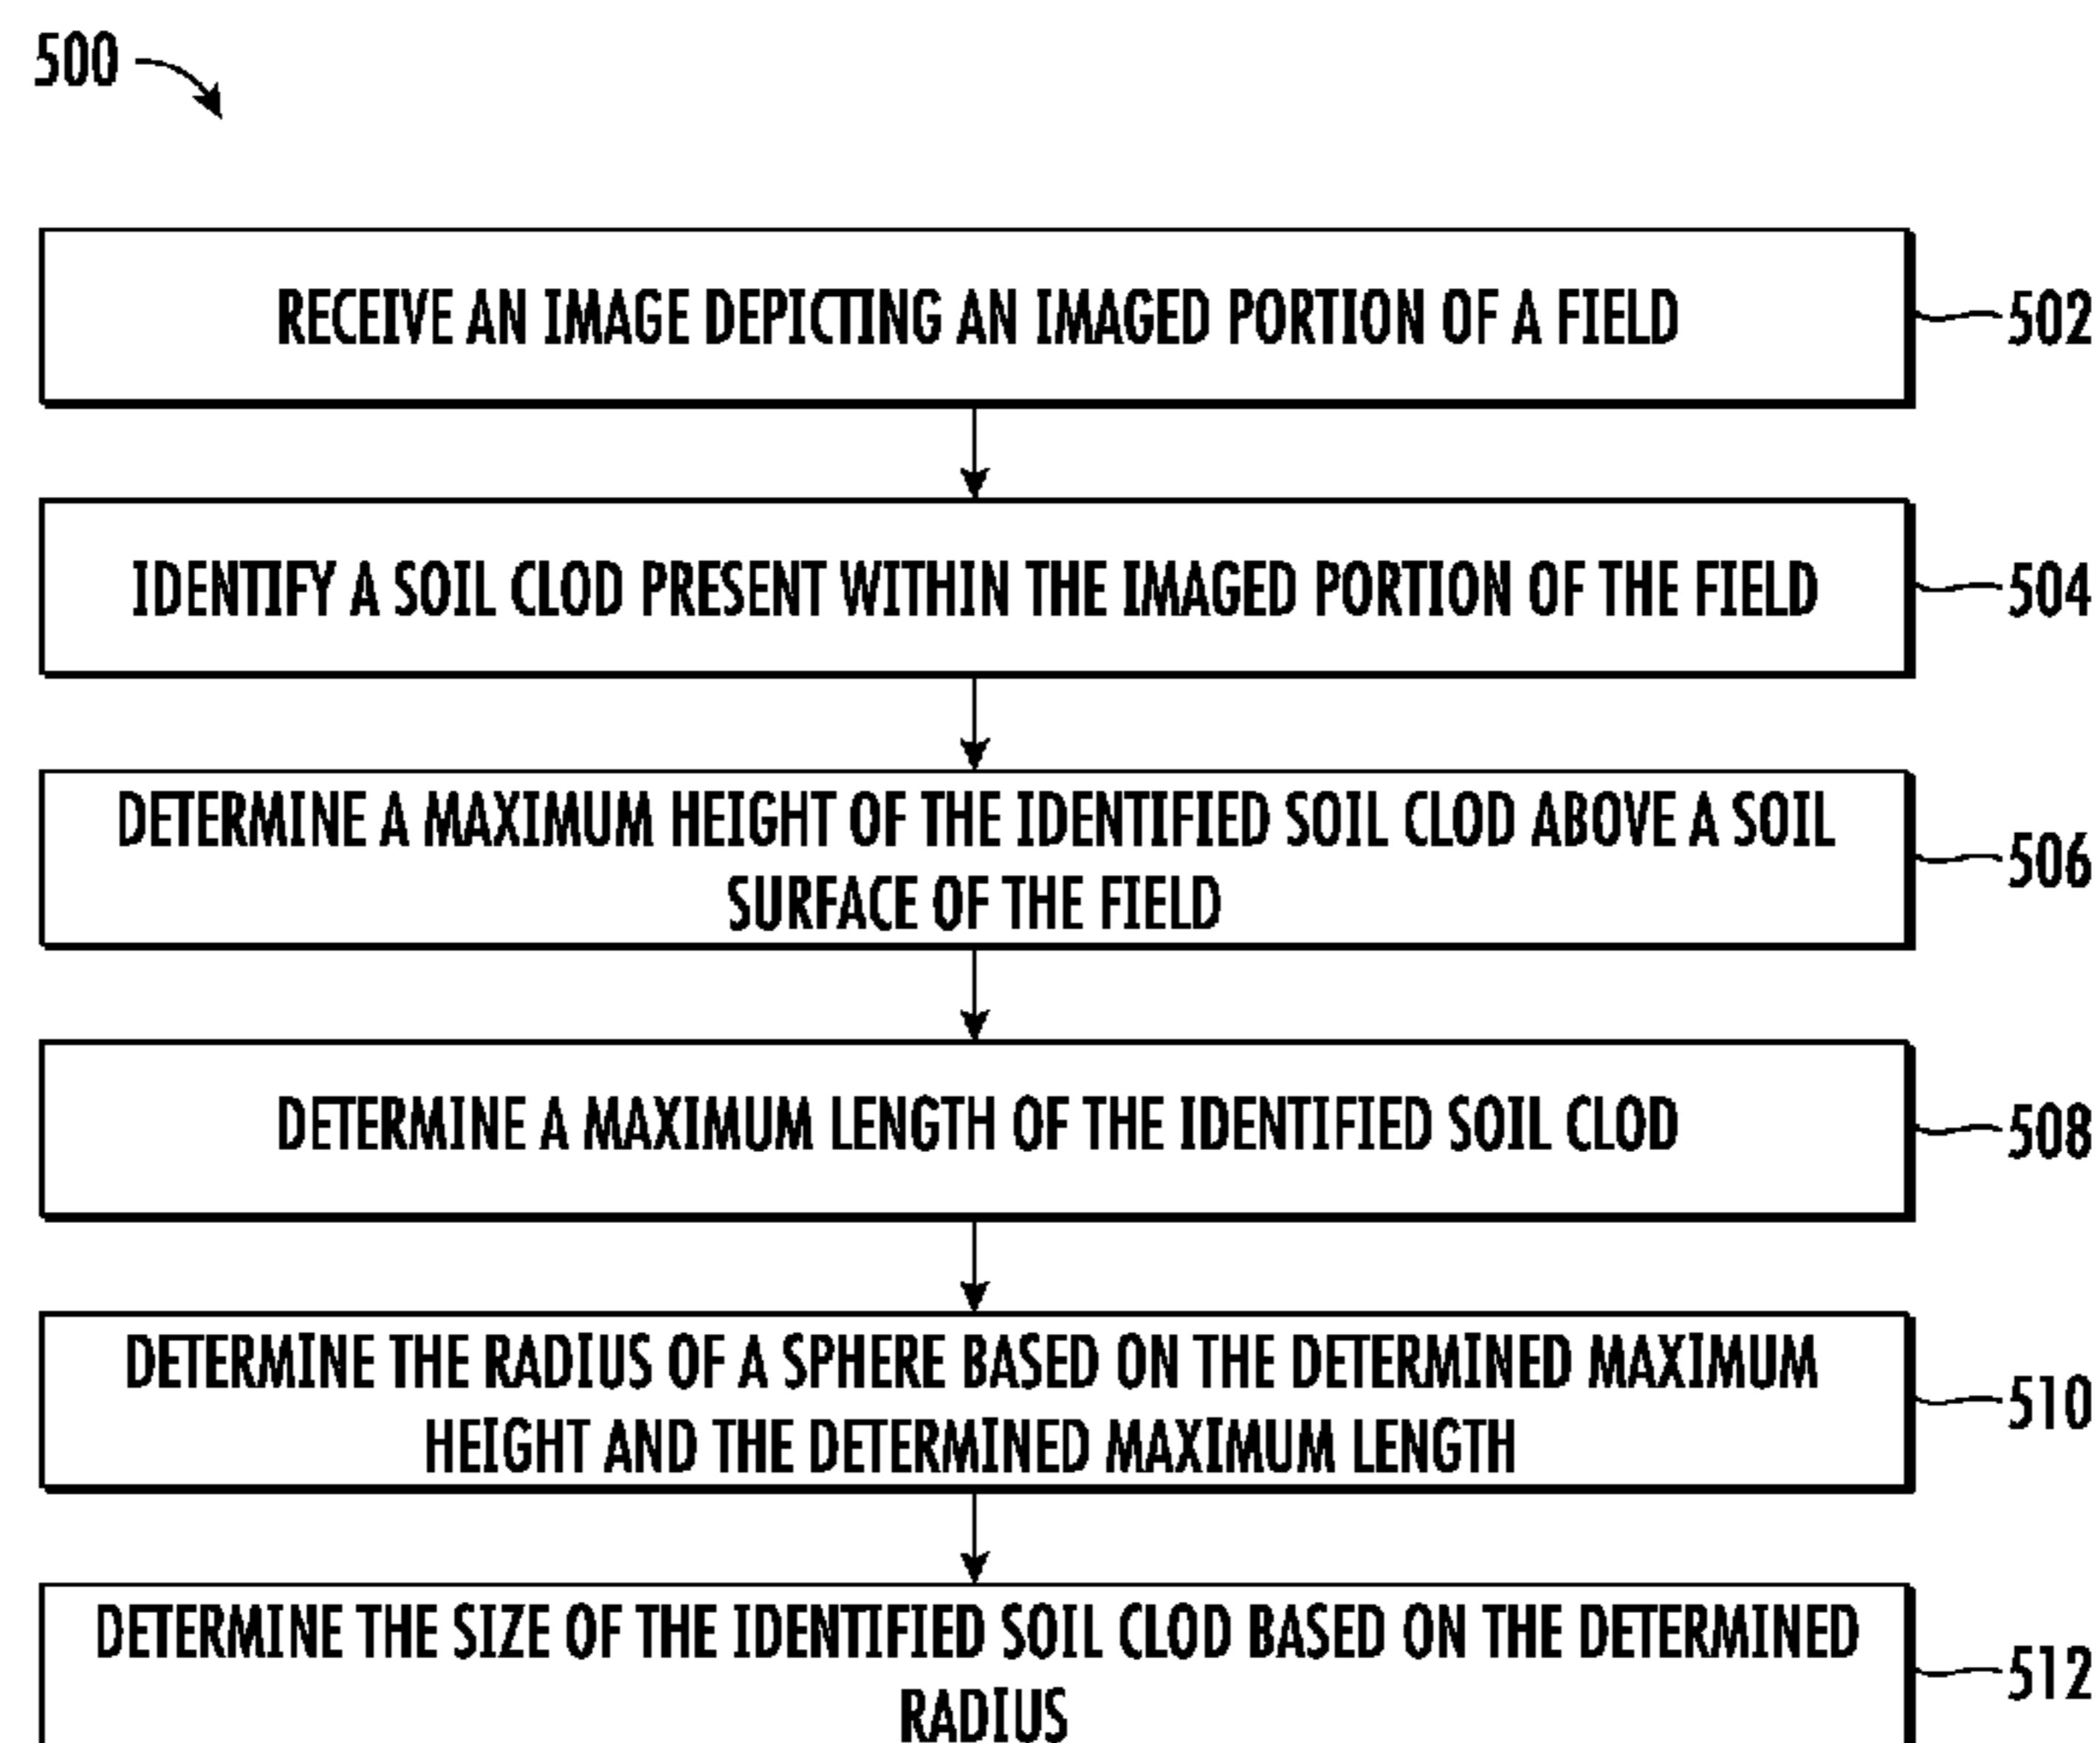 500
RECEIVE AN IMAGE DEPICTING AN IMAGED PORTION OF A FIELD
502
IDENTIFY A SOIL CLOD PRESENT WITHIN THE IMAGED PORTION OF THE FIELD
504
DETERMINE A MAXIMUM HEIGHT OF THE IDENTIFIED SOIL CLOD ABOVE A SOIL
SURFACE OF THE FIELD
506
DETERMINE A MAXIMUM LENGTH OF THE IDENTIFIED SOIL CLOD
508
DETERMINE THE RADIUS OF A SPHERE BASED ON THE DETERMINED MAXIMUM
HEIGHT AND THE DETERMINED MAXIMUM LENGTH
510
DETERMINE THE SIZE OF THE IDENTIFIED SOIL CLOD BASED ON THE DETERMINED
RADIUS
512